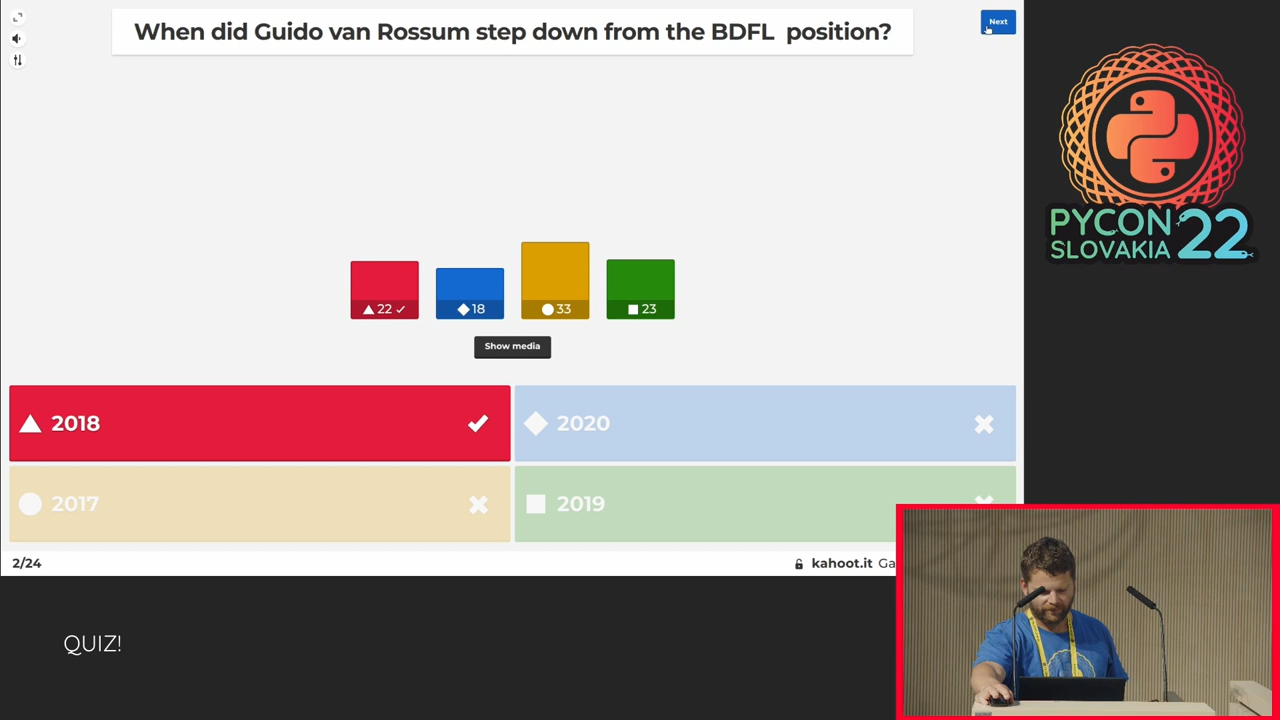 When did Guido van Rossum step down from the BDFL position?
Next
22
18
33
23
Show media
2018
2020
2017
2019
2/24
kahoot.it Ga
PYCON
SLOVAKIA
22
QUIZ!